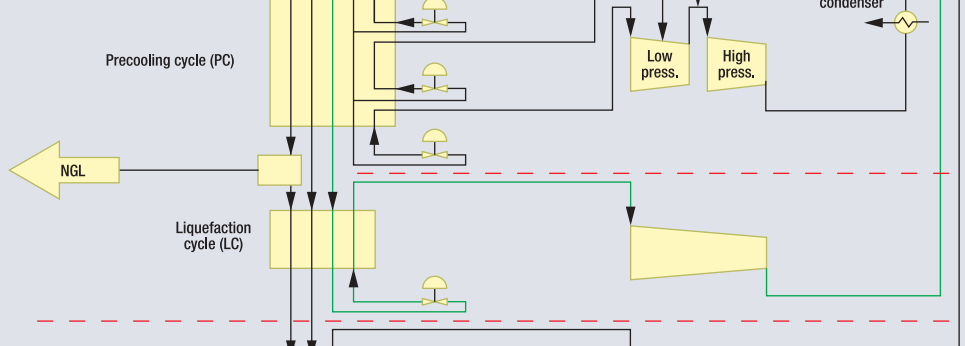 condenser
Precooling cycle (PC)
Low
press.
High
press.
NGL
Liquefaction
cycle (LC)